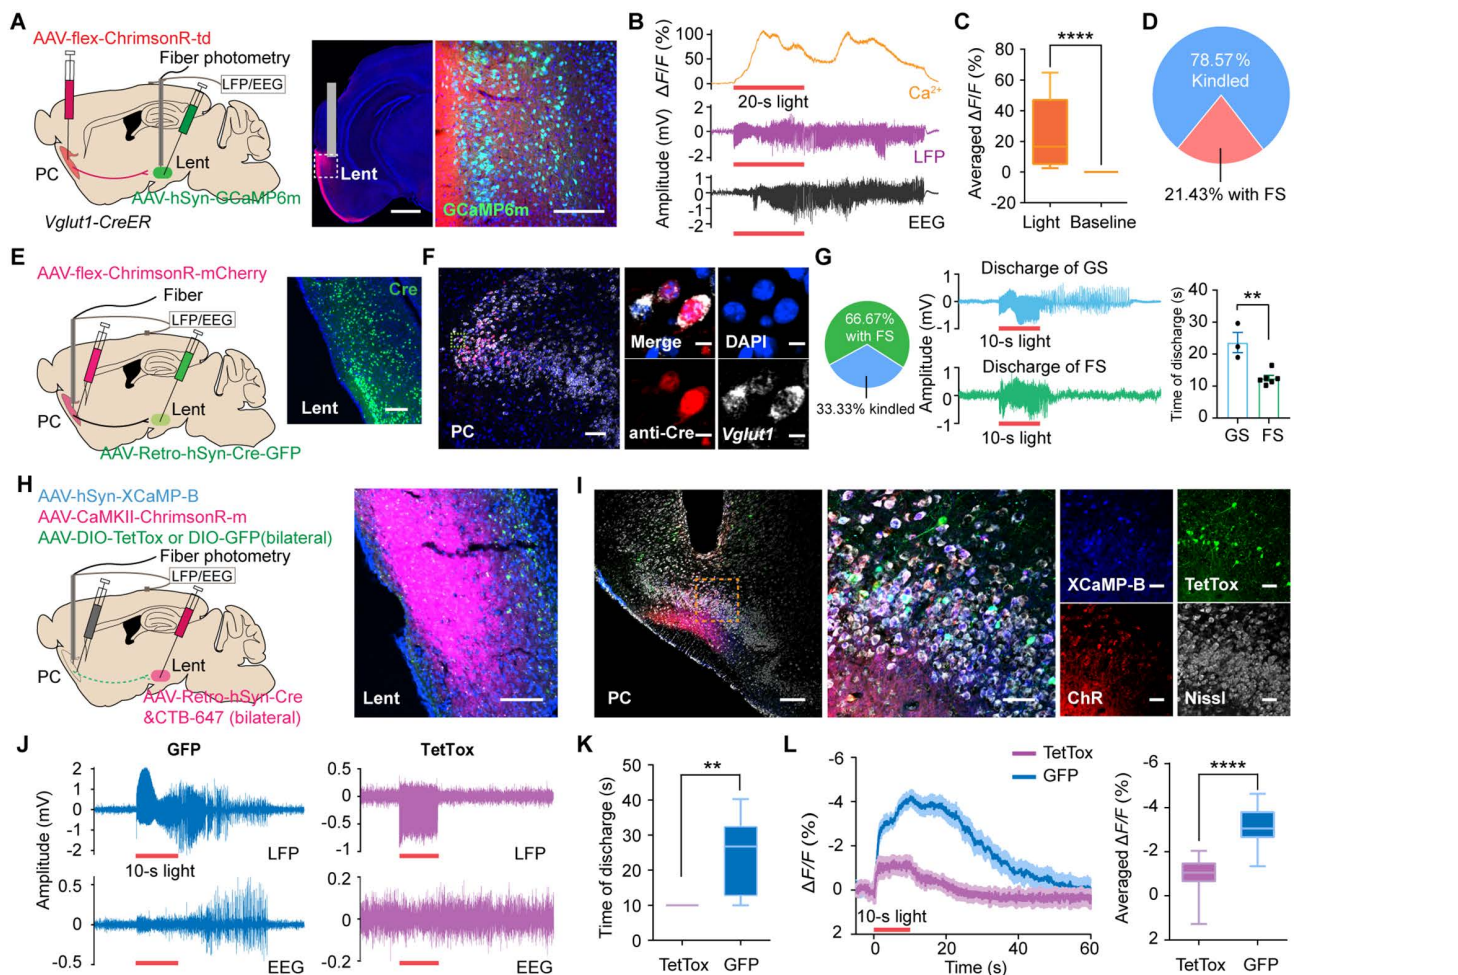 A
AAV-flex-ChrimsonR-td
Fiber photometry
LFP/EEG
PC
Lent
AAV-hSyn-GCaMP6m
Vglut1-CreER
Lent
GCaMP6m
B
ΔF/F (%)
100
50
0
20-s light
Ca2+
Amplitude (mV)
2
0
2
LFP
1
0
-1
-2
EEG
C
Averaged ΔF/F (%)
80
60
40
20
0
-20
****
Light Baseline
D
78.57%
Kindled
21.43% with FS
E
AAV-flex-ChrimsonR-mCherry
Fiber
LFP/EEG
PC
Lent
AAV-Retro-hSyn-Cre-GFP
Cre
Lent
F
PC
Merge
DAPI
anti-Cre
Vglut1
G
66.67%
with FS
33.33% kindled
Amplitude (mV)
Discharge of GS
1
0
-1
10-s light
Discharge of FS
1
0
-1
10-s light
Time of discharge (s)
40
30
20
10
0
**
GS FS
H
AAV-hSyn-XCaMP-B
AAV-CaMKII-ChrimsonR-m
AAV-DIO-TetTox or DIO-GFP(bilateral)
Fiber photometry
LFP/EEG
PC
Lent
AAV-Retro-hSyn-Cre
&CTB-647 (bilateral)
Lent
I
PC
XCaMP-B
TetTox
ChR
Nissl
J
GFP
TetTox
Amplitude (mV)
2
1
0
-1
-2
LFP
10-s light
0.5
0
-0.5
EEG
0.5
0
-0.5
-1
LFP
0.2
0
-0.2
EEG
K
Time of discharge (s)
50
40
30
20
10
0
**
TetTox GFP
L
TetTox
GFP
ΔF/F (%)
-6
-4
-2
0
2
10-s light
0 20 40 60
Time (s)
Averaged ΔF/F (%)
-6
-4
-2
0
2
****
TetTox GFP